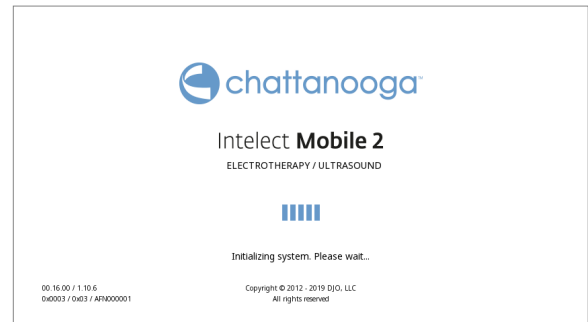 chattanooga™
Intelect Mobile 2
ELECTROTHERAPY / ULTRASOUND
Initializing system. Please wait...
00.16.00 / 1.10.6
0x0003 / 0x03 / AFN000001
Copyright © 2012 - 2019 DJO, LLC
All rights reserved